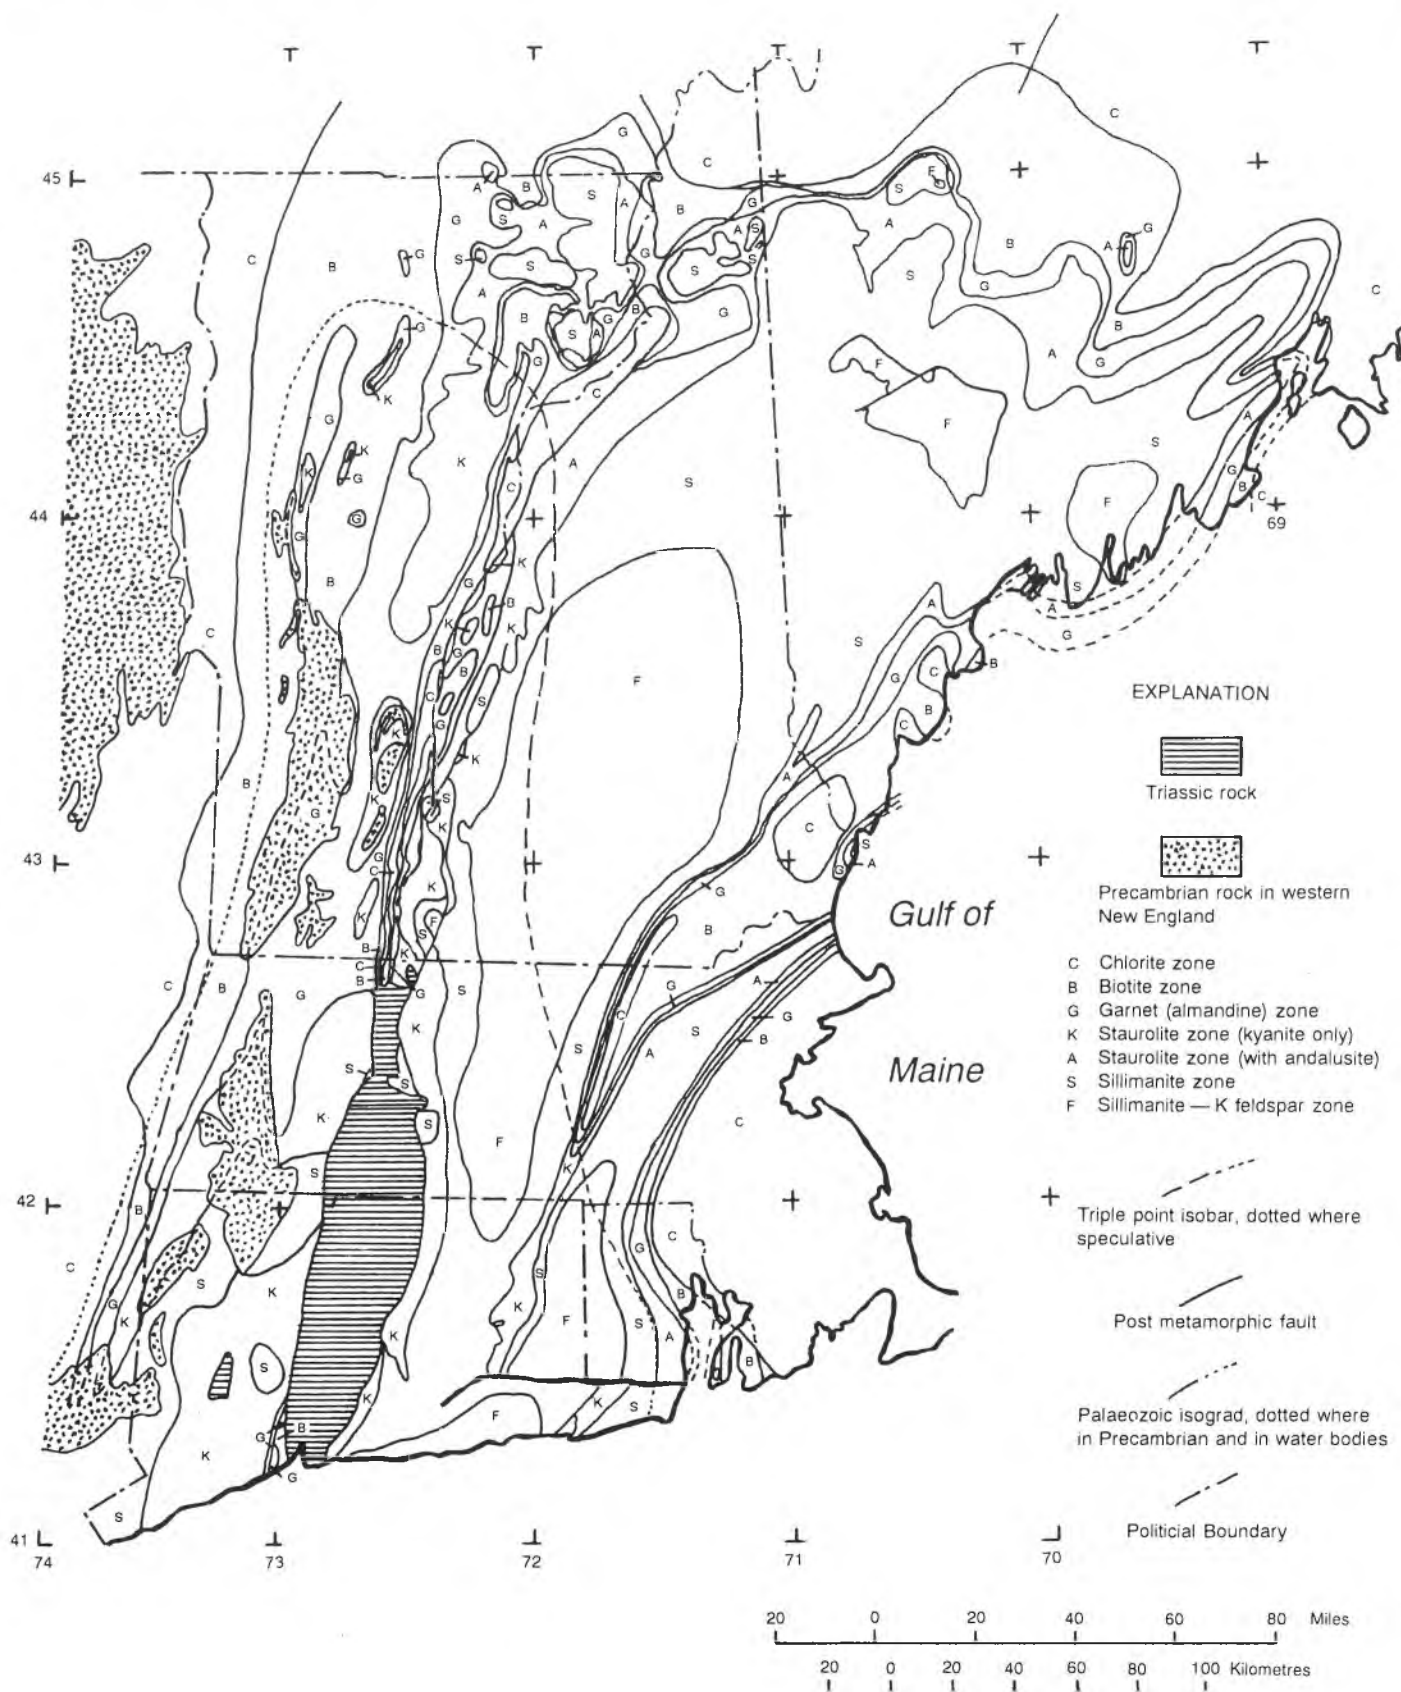 45
44
43
42
41
74
73
72
71
70
69
Gulf of
Maine
EXPLANATION
Triassic rock
Precambrian rock in western
New England
C Chlorite zone
B Biotite zone
G Garnet (almandine) zone
K Staurolite zone (kyanite only)
A Staurolite zone (with andalusite)
S Sillimanite zone
F Sillimanite — K feldspar zone
Triple point isobar, dotted where
speculative
Post metamorphic fault
Palaeozoic isograd, dotted where
in Precambrian and in water bodies
Politicial Boundary
20 0 20 40 60 80 Miles
20 0 20 40 60 80 100 Kilometres